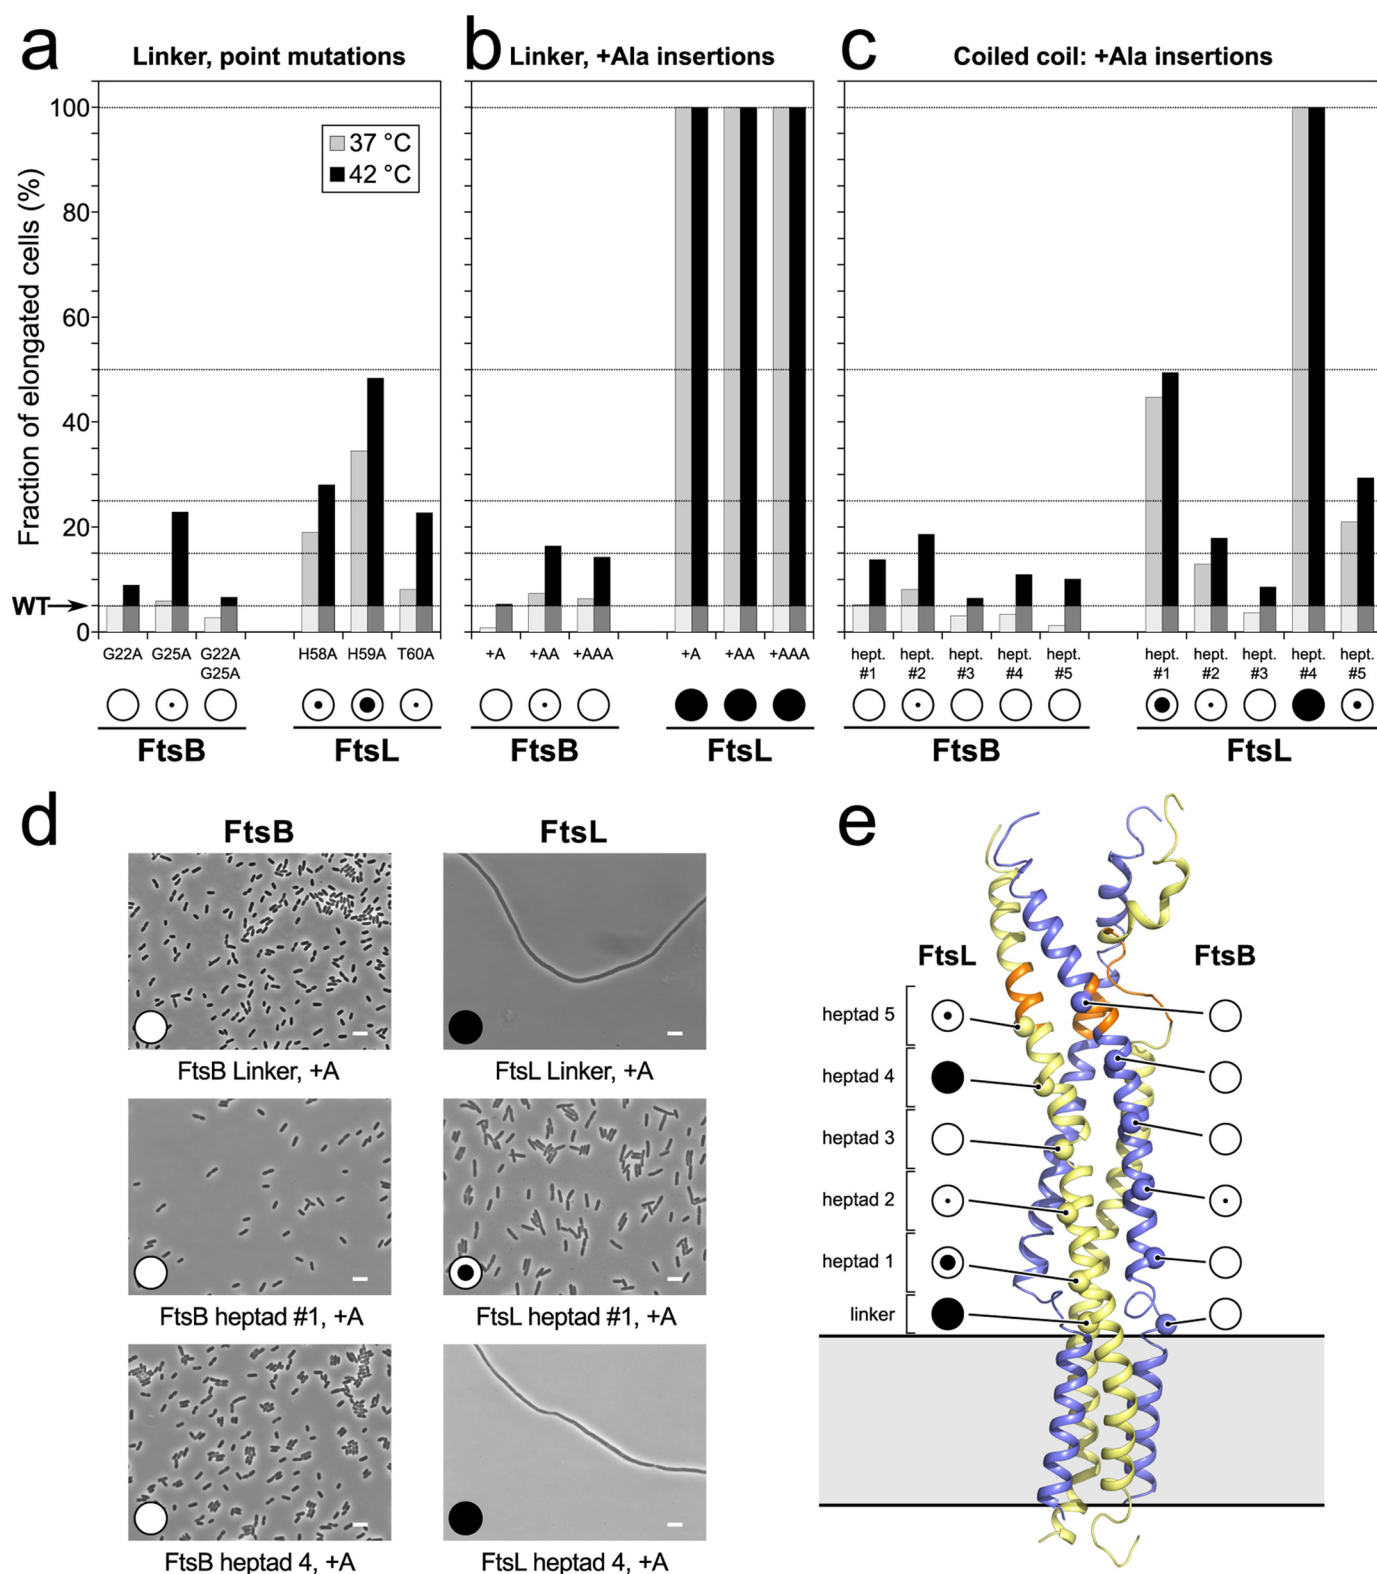 a
Linker, point mutations
b
Linker, +Ala insertions
c
Coiled coil: +Ala insertions
Fraction of elongated cells (%)
100
80
60
40
20
WT
0
37 °C
42 °C
G22A G25A G22A H58A H59A T60A
G25A
FtsB FtsL
+A +AA +AAA +A +AA +AAA
FtsB FtsL
hept. hept. hept. hept. hept. hept. hept. hept. hept. hept.
#1 #2 #3 #4 #5 #1 #2 #3 #4 #5
FtsB FtsL
d
FtsB FtsL
FtsB Linker, +A FtsL Linker, +A
FtsB heptad #1, +A FtsL heptad #1, +A
FtsB heptad 4, +A FtsL heptad 4, +A
e
FtsL FtsB
heptad 5
heptad 4
heptad 3
heptad 2
heptad 1
linker